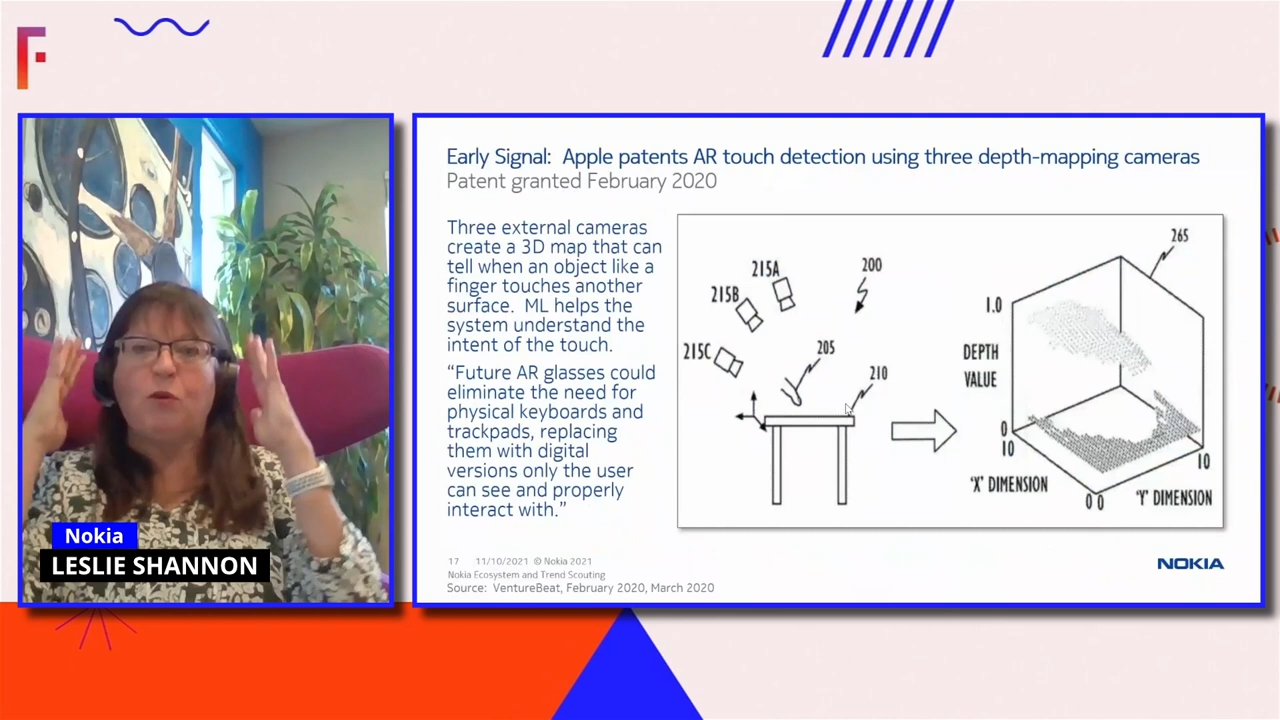 F
Early Signal: Apple patents AR touch detection using three depth-mapping cameras
Patent granted February 2020
Three external cameras
create a 3D map that can
tell when an object like a
finger touches another
surface. ML helps the
system understand the
intent of the touch.
“Future AR glasses could
eliminate the need for
physical keyboards and
trackpads, replacing
them with digital
versions only the user
can see and properly
interact with.”
215A
215B
215C
200
205
210
265
1.0
DEPTH
VALUE
0
10
'X' DIMENSION
0 0
10
'Y' DIMENSION
17 11/10/2021 © Nokia 2021
Nokia Ecosystem and Trend Scouting
Source: VentureBeat, February 2020, March 2020
NOKIA
Nokia
LESLIE SHANNON